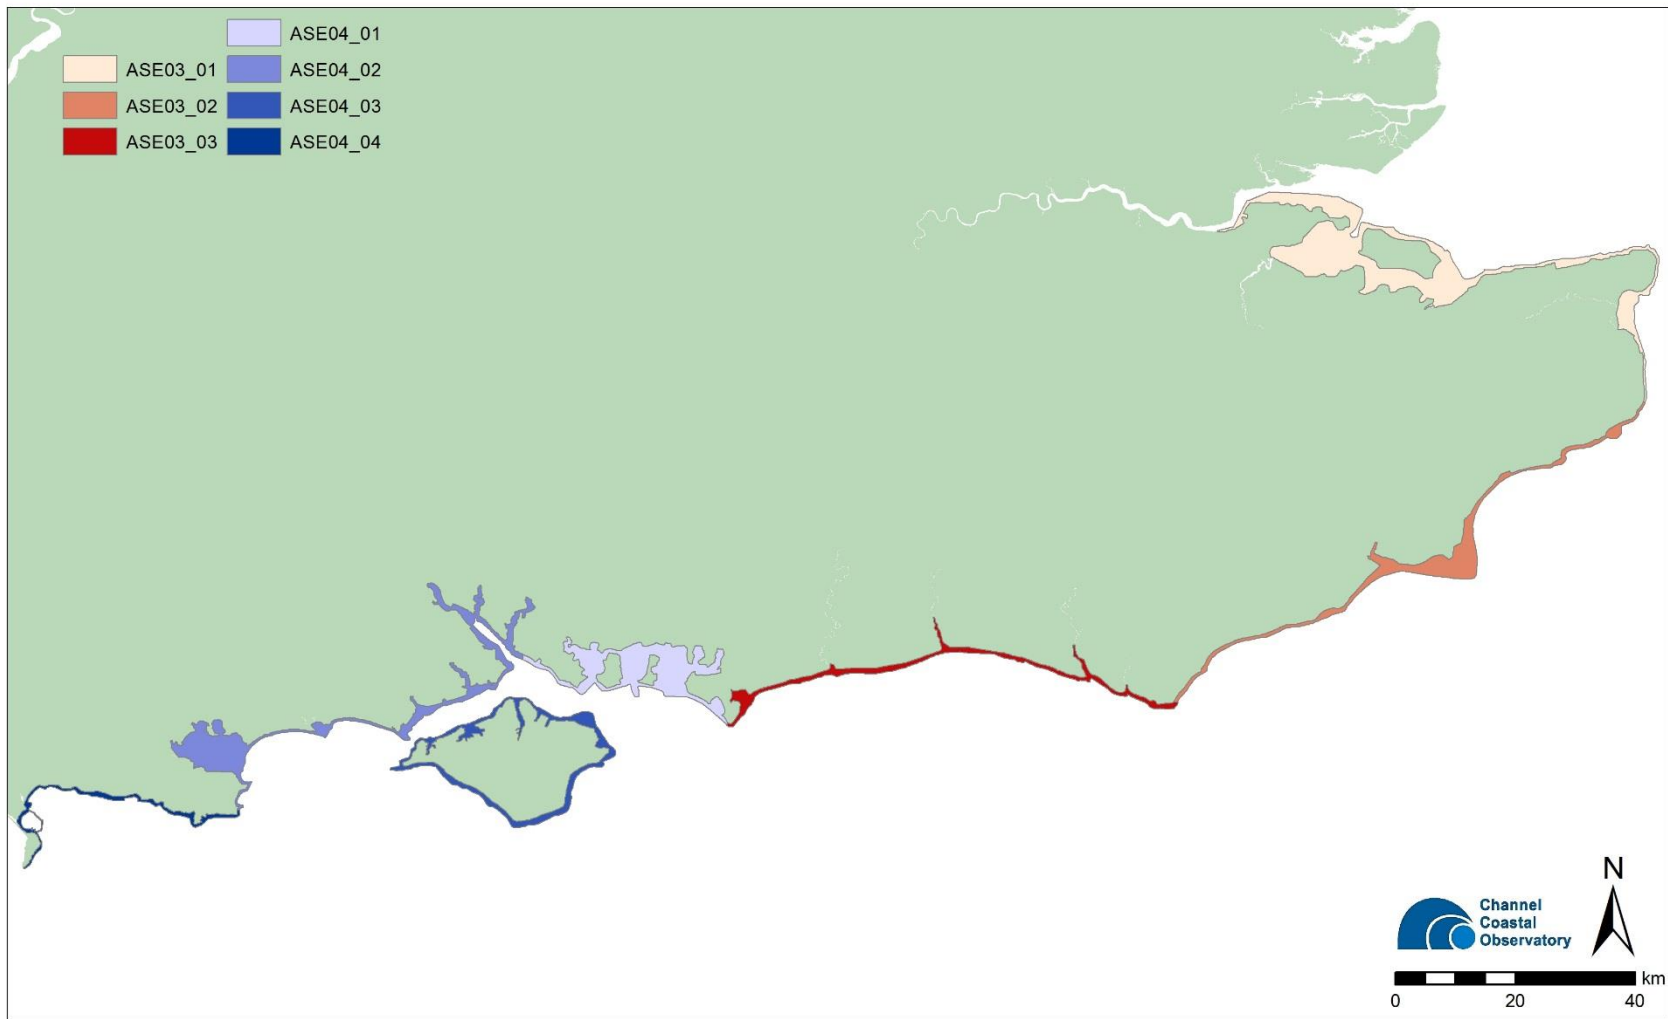 ASE04_01
ASE03_01
ASE04_02
ASE03_02
ASE04_03
ASE03_03
ASE04_04
N
Channel
Coastal
Observatory
km
0
20
40